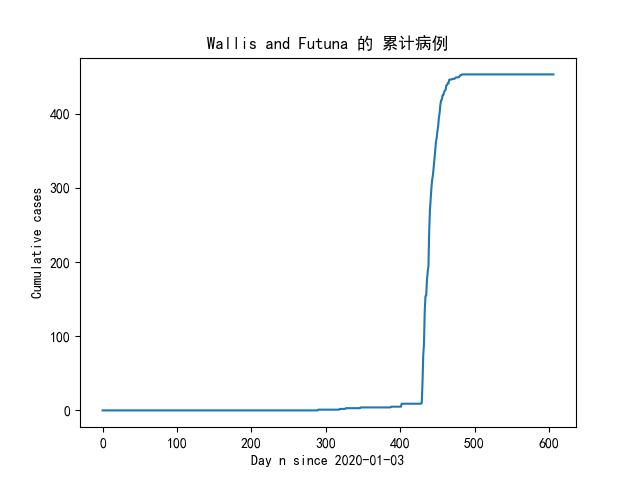 Wallis and Futuna 的 累计病例
Cumulative cases
400
300
200
100
0
0 100 200 300 400 500 600
Day n since 2020-01-03